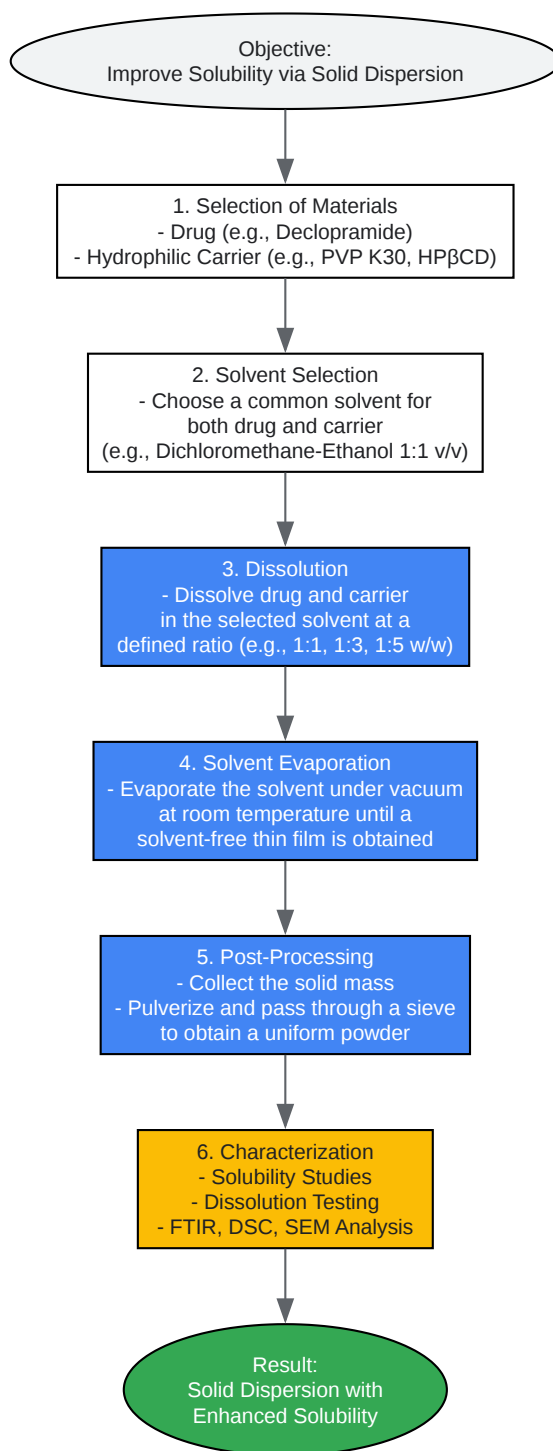 Objective:
Improve Solubility via Solid Dispersion
1. Selection of Materials
- Drug (e.g., Declopramide)
- Hydrophilic Carrier (e.g., PVP K30, HPβCD)
2. Solvent Selection
- Choose a common solvent for
both drug and carrier
(e.g., Dichloromethane-Ethanol 1:1 v/v)
3. Dissolution
- Dissolve drug and carrier
in the selected solvent at a
defined ratio (e.g., 1:1, 1:3, 1:5 w/w)
4. Solvent Evaporation
- Evaporate the solvent under vacuum
at room temperature until a
solvent-free thin film is obtained
5. Post-Processing
- Collect the solid mass
- Pulverize and pass through a sieve
to obtain a uniform powder
6. Characterization
- Solubility Studies
- Dissolution Testing
- FTIR, DSC, SEM Analysis
Result:
Solid Dispersion with
Enhanced Solubility